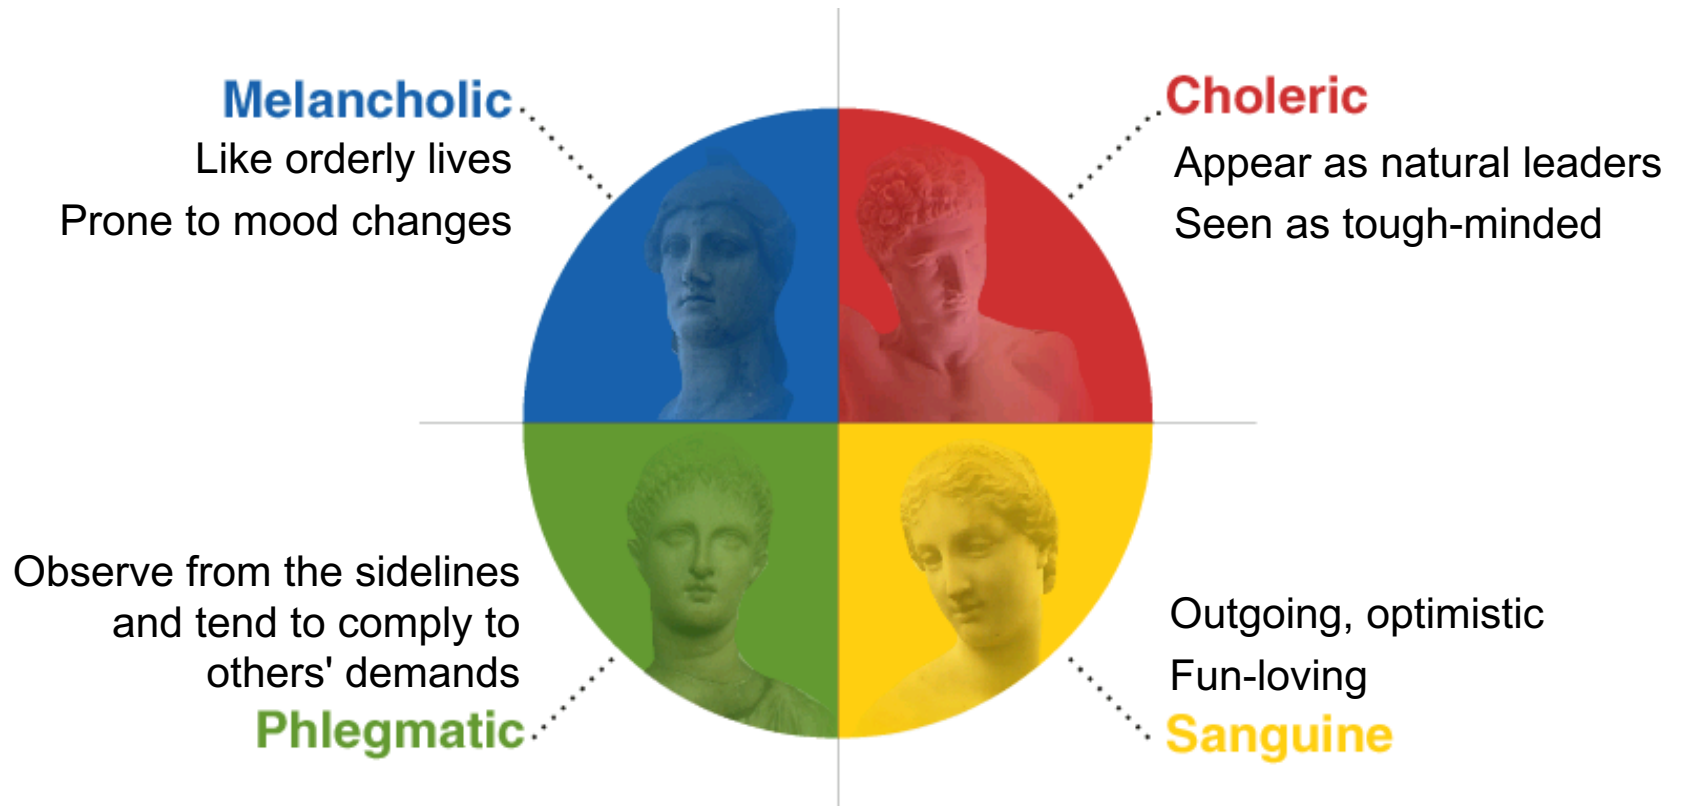 Melancholic
Like orderly lives
Prone to mood changes
Choleric
Appear as natural leaders
Seen as tough-minded
Observe from the sidelines
and tend to comply to
others' demands
Phlegmatic
Outgoing, optimistic
Fun-loving
Sanguine